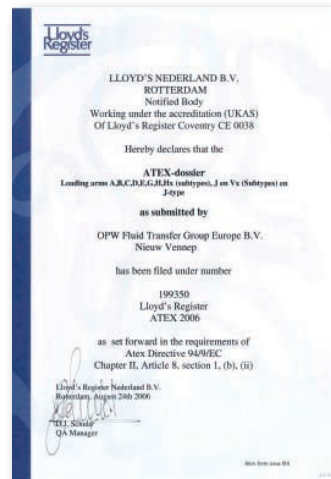 Lloyd's
Register
LLOYD'S NEDERLAND B.V.
ROTTERDAM
Notified Body
Working under the accreditation (UKAS)
Of Lloyd's Register Coventry CE 0038
Hereby declares that the
ATEX-dossier
Loading arms A,B,C,D,E,G,H,Hx (subtypes), J en Vx (Subtypes) en
J-type
as submitted by
OPW Fluid Transfer Group Europe B.V.
Nieuw Vennep
has been filed under number
199350
Lloyd's Register
ATEX 2006
as set forward in the requirements of
Atex Directive 94/9/EC
Chapter II, Article 8, section 1, (b), (ii)
Lloyd's Register Nederland B.V.
Rotterdam, August 24th 2006
QA Manager